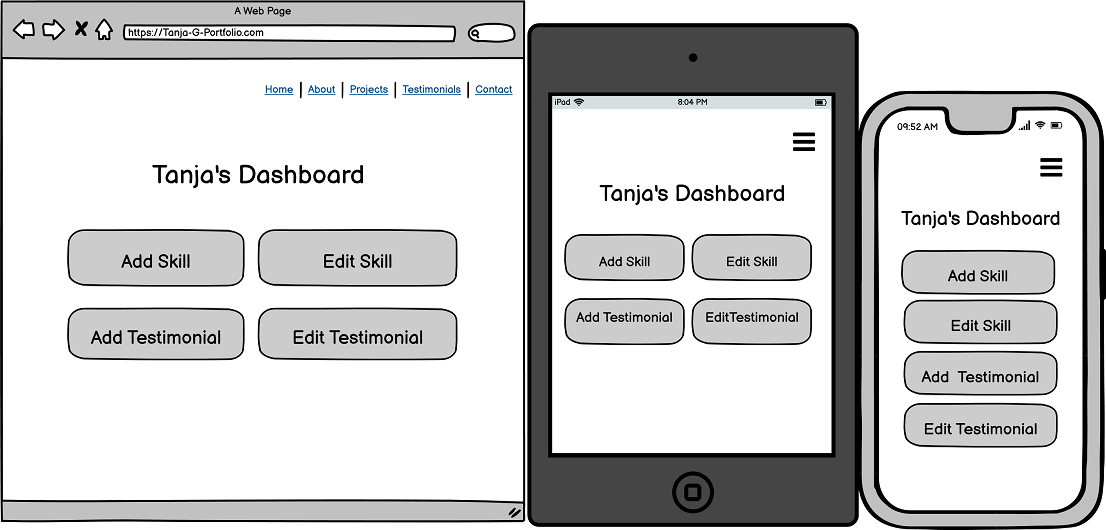 A Web Page
https://Tanja-G-Portfolio.com
Home | About | Projects | Testimonials | Contact
Tanja's Dashboard
Add Skill
Edit Skill
Add Testimonial
Edit Testimonial
iPad
8:04 PM
Tanja's Dashboard
Add Skill
Edit Skill
Add Testimonial
EditTestimonial
09:52 AM
Tanja's Dashboard
Add Skill
Edit Skill
Add Testimonial
Edit Testimonial